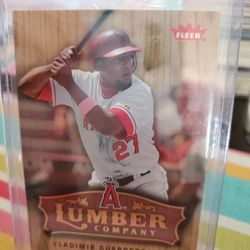 FLEER
27
A
LUMBER
COMPANY
VLADIMIR GUERRERO